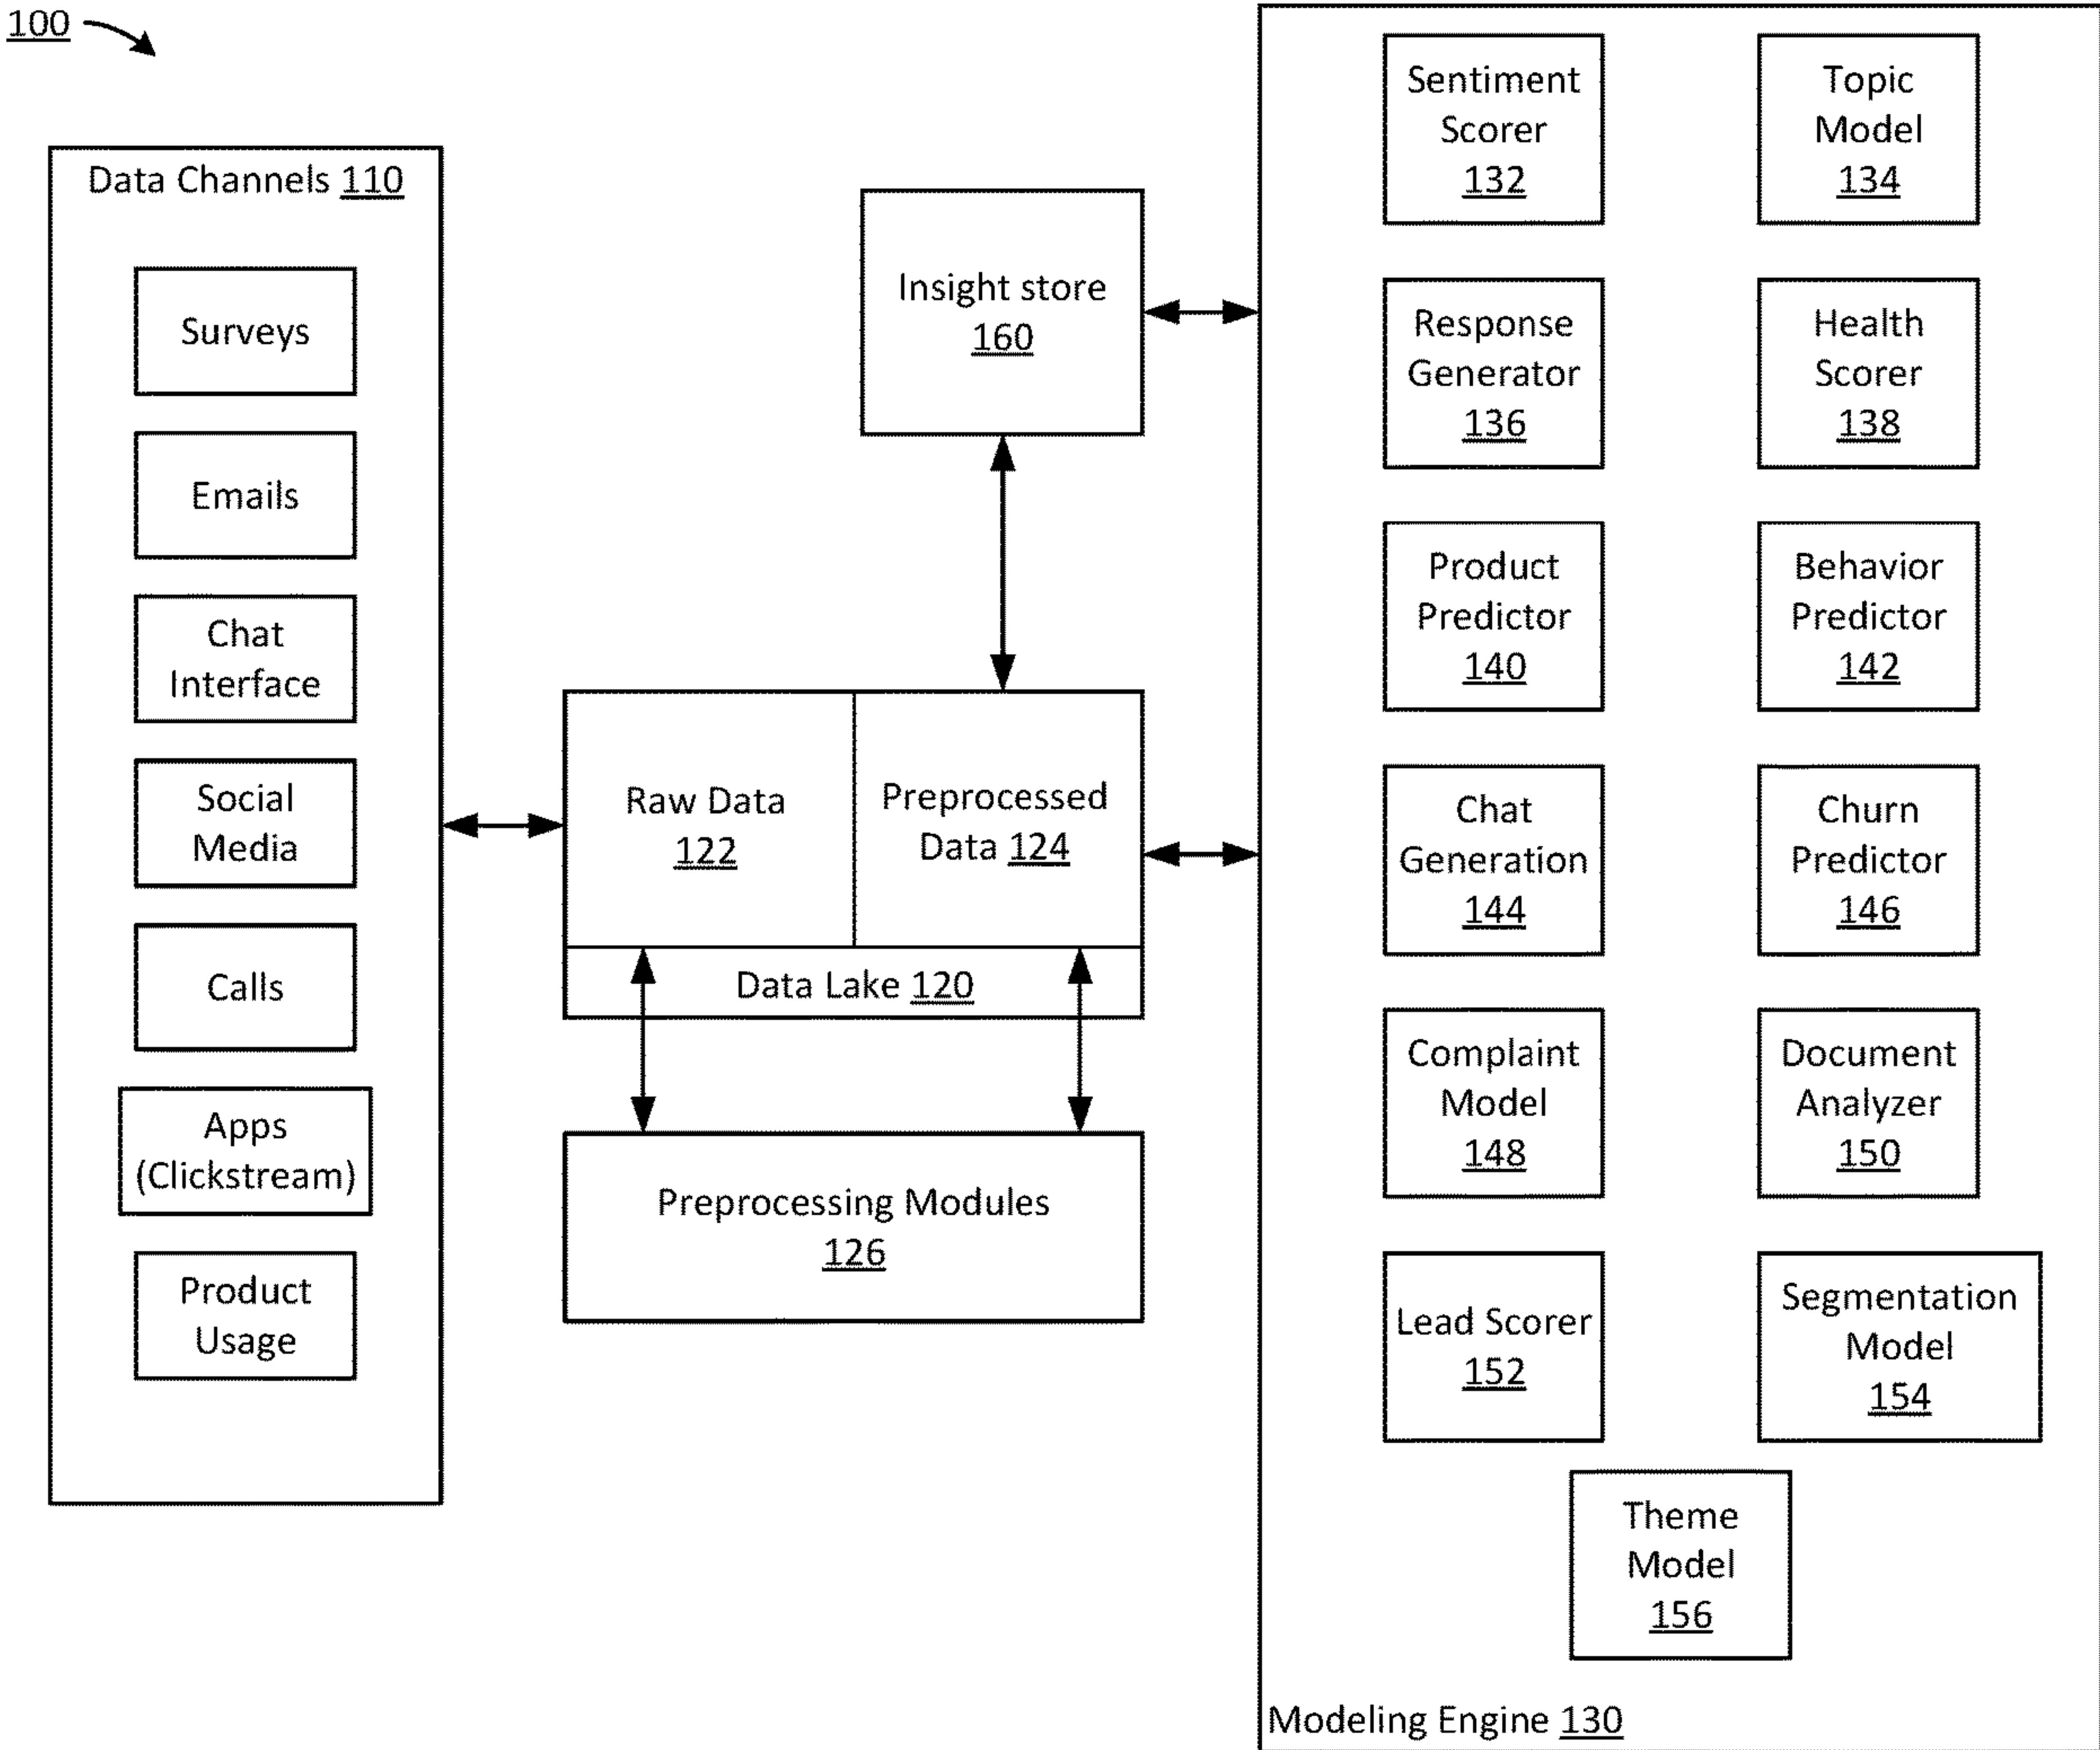 100
Data Channels 110
Surveys
Emails
Chat
Interface
Social
Media
Calls
Apps
(Clickstream)
Product
Usage
Insight store
160
Raw Data
122
Preprocessed
Data 124
Data Lake 120
Preprocessing Modules
126
Sentiment
Scorer
132
Topic
Model
134
Response
Generator
136
Health
Scorer
138
Product
Predictor
140
Behavior
Predictor
142
Chat
Generation
144
Churn
Predictor
146
Complaint
Model
148
Document
Analyzer
150
Lead Scorer
152
Segmentation
Model
154
Theme
Model
156
Modeling Engine 130